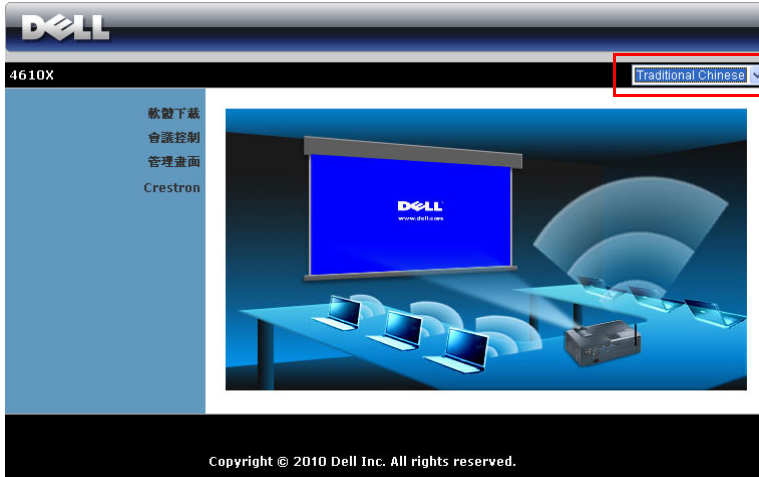 DELL
4610X
Traditional Chinese
軟體下載
會議控制
管理畫面
Crestron
DELL
www.dell.com
Copyright © 2010 Dell Inc. All rights reserved.